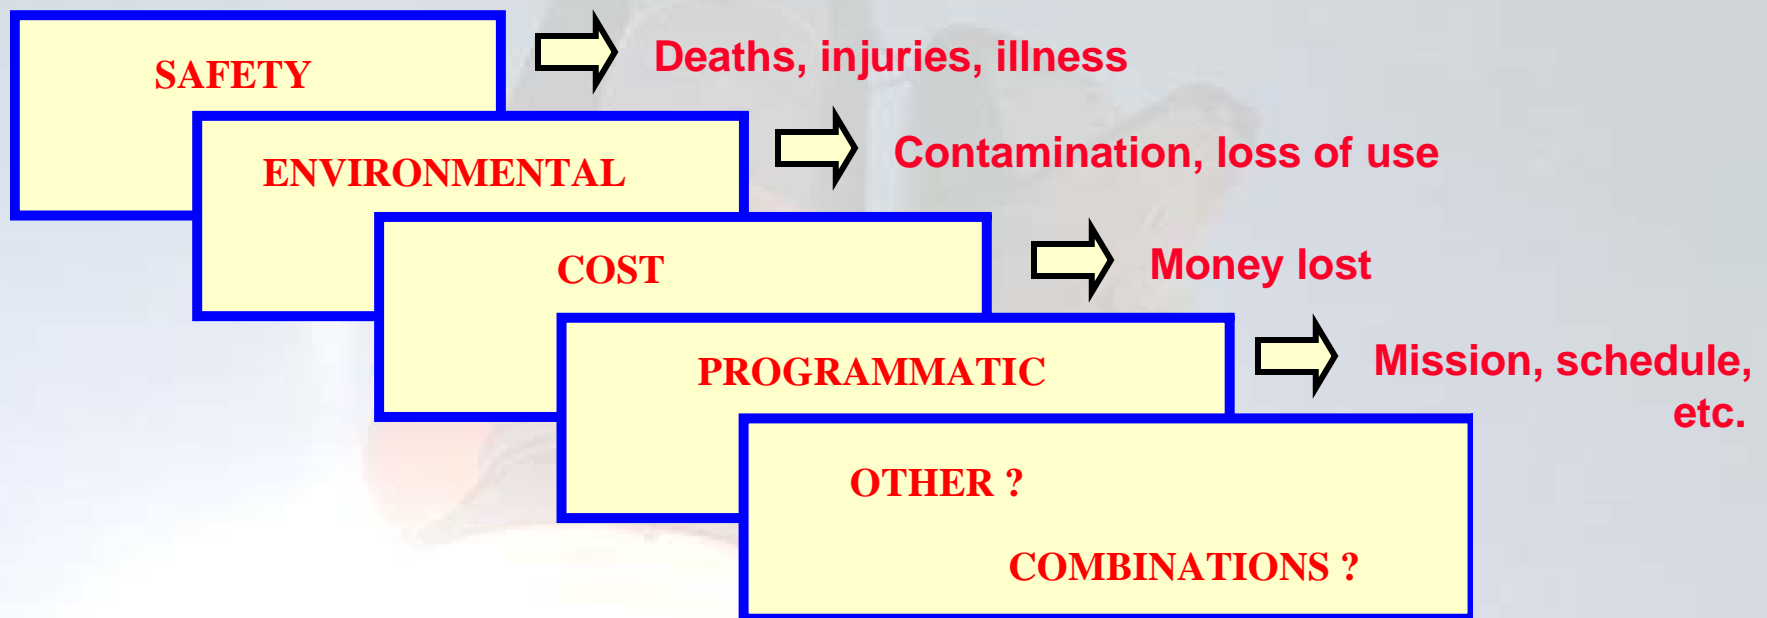 SAFETY
Deaths, injuries, illness
ENVIRONMENTAL
Contamination, loss of use
COST
Money lost
PROGRAMMATIC
Mission, schedule,
etc.
OTHER ?
COMBINATIONS ?